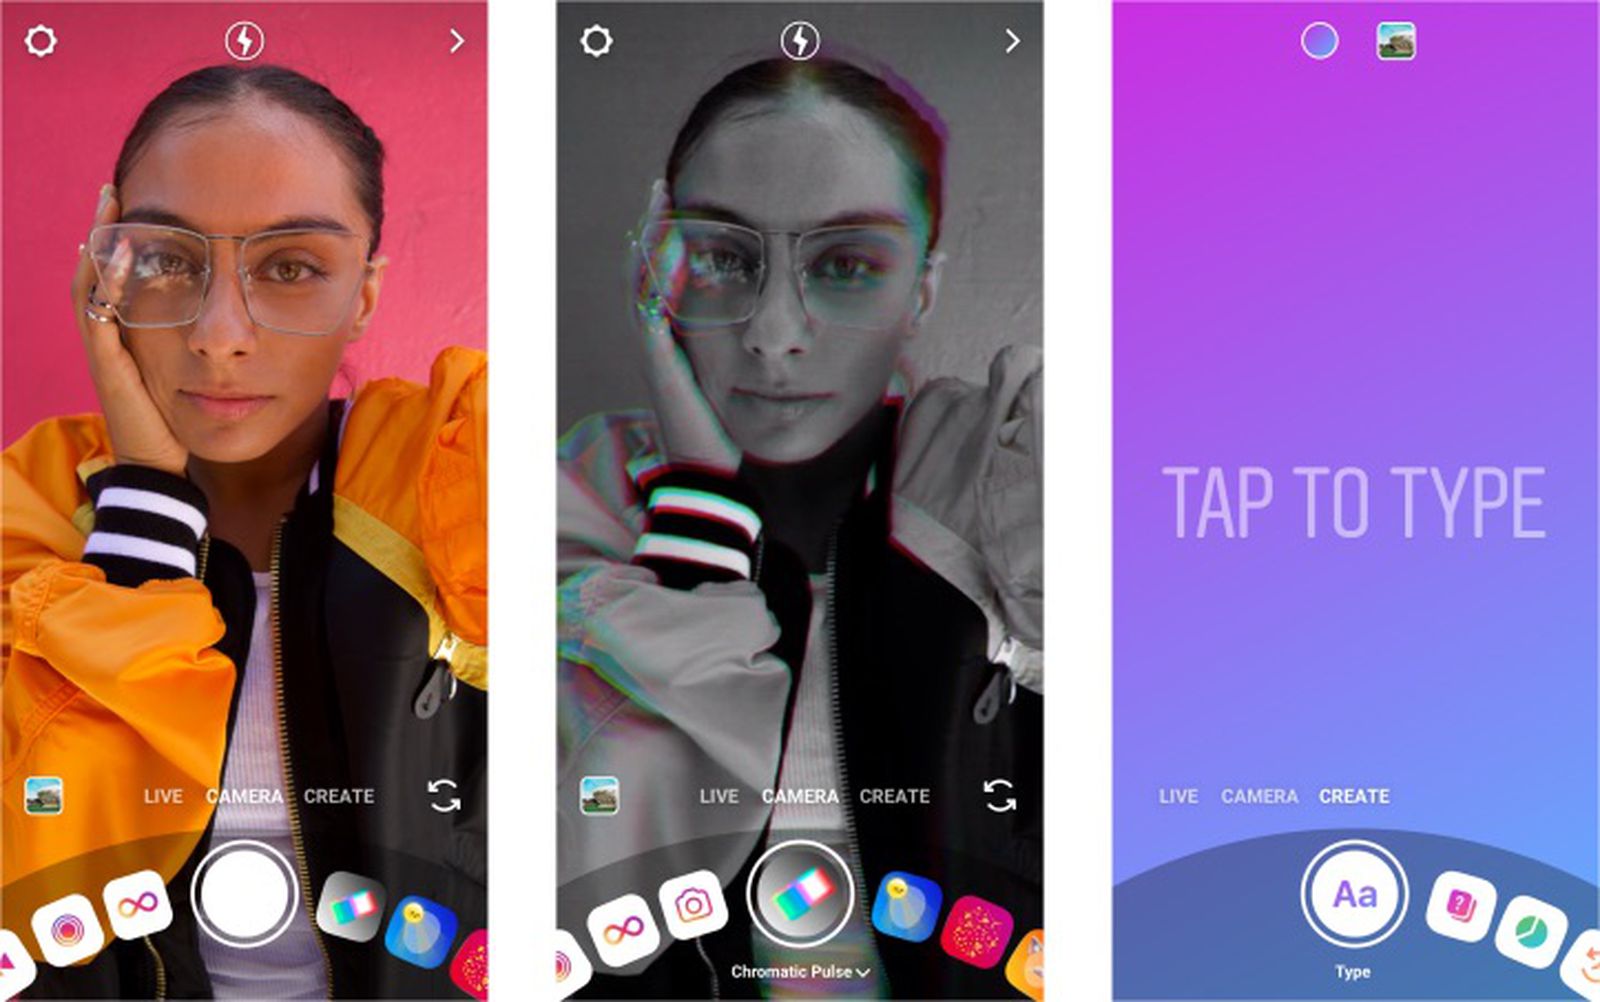 LIVE CAMERA CREATE
LIVE CAMERA CREATE
Chromatic Pulse
TAP TO TYPE
LIVE CAMERA CREATE
Aa
?
Type